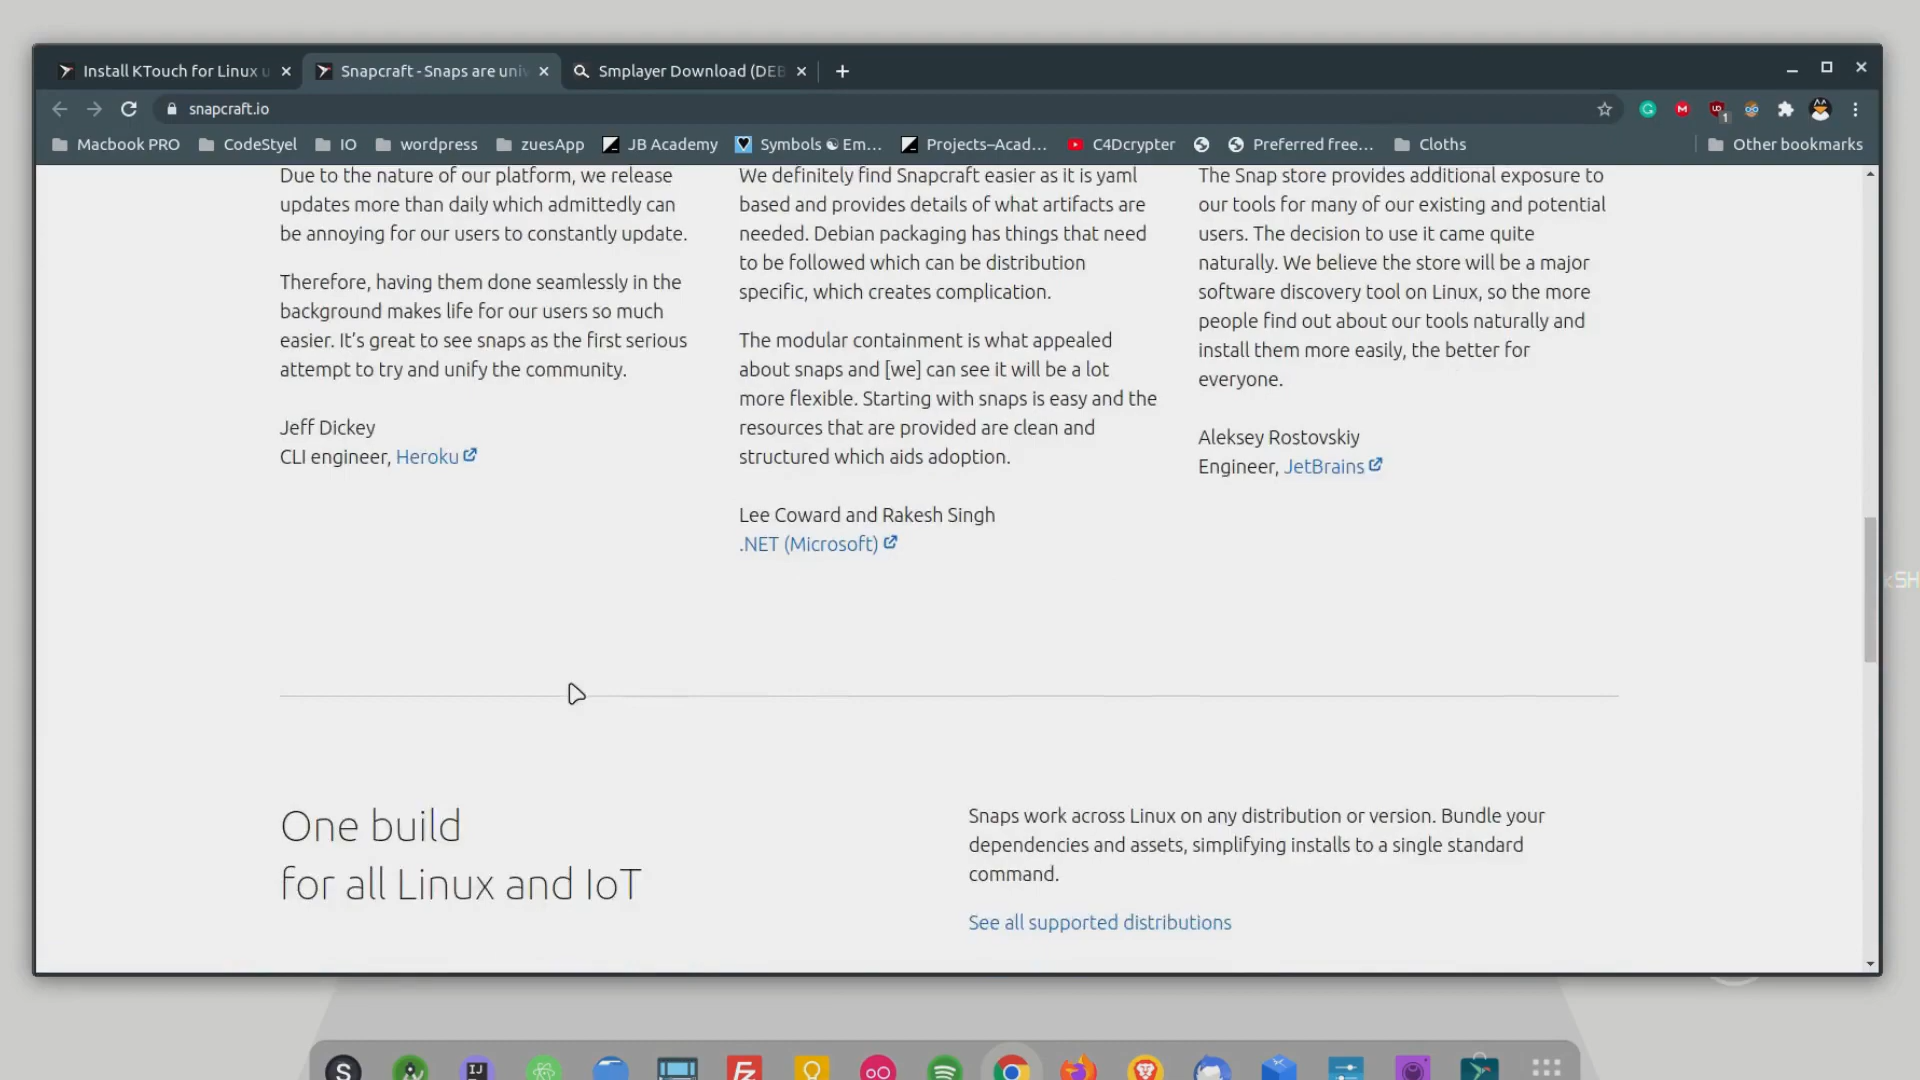 Install KTouch for Linux u
Snapcraft - Snaps are univ
Smplayer Download (DEB
snapcraft.io
Macbook PRO
CodeStyel
IO
wordpress
zuesApp
JB Academy
Symbols ☯ Em...
Projects–Acad...
C4Dcrypter
Preferred free...
Cloths
Other bookmarks
Due to the nature of our platform, we release
updates more than daily which admittedly can
be annoying for our users to constantly update.
Therefore, having them done seamlessly in the
background makes life for our users so much
easier. It’s great to see snaps as the first serious
attempt to try and unify the community.
Jeff Dickey
CLI engineer, Heroku
We definitely find Snapcraft easier as it is yaml
based and provides details of what artifacts are
needed. Debian packaging has things that need
to be followed which can be distribution
specific, which creates complication.
The modular containment is what appealed
about snaps and [we] can see it will be a lot
more flexible. Starting with snaps is easy and the
resources that are provided are clean and
structured which aids adoption.
Lee Coward and Rakesh Singh
.NET (Microsoft)
The Snap store provides additional exposure to
our tools for many of our existing and potential
users. The decision to use it came quite
naturally. We believe the store will be a major
software discovery tool on Linux, so the more
people find out about our tools naturally and
install them more easily, the better for
everyone.
Aleksey Rostovskiy
Engineer, JetBrains
One build
for all Linux and IoT
Snaps work across Linux on any distribution or version. Bundle your
dependencies and assets, simplifying installs to a single standard
command.
See all supported distributions